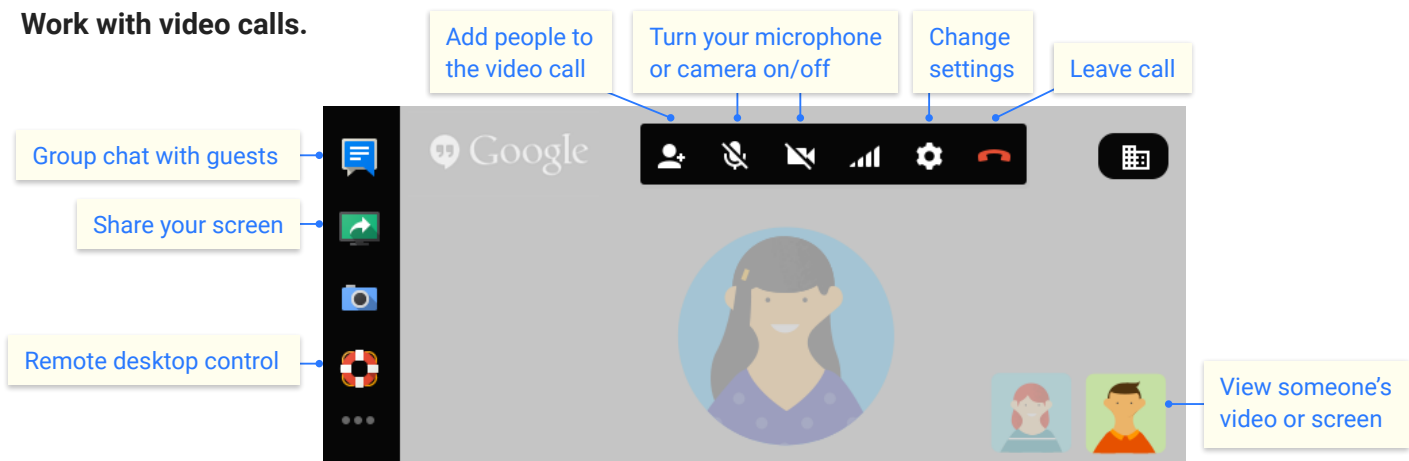 Work with video calls.
Add people to
the video call
Turn your microphone
or camera on/off
Change
settings
Leave call
Group chat with guests
Google
Share your screen
Remote desktop control
View someone's
video or screen